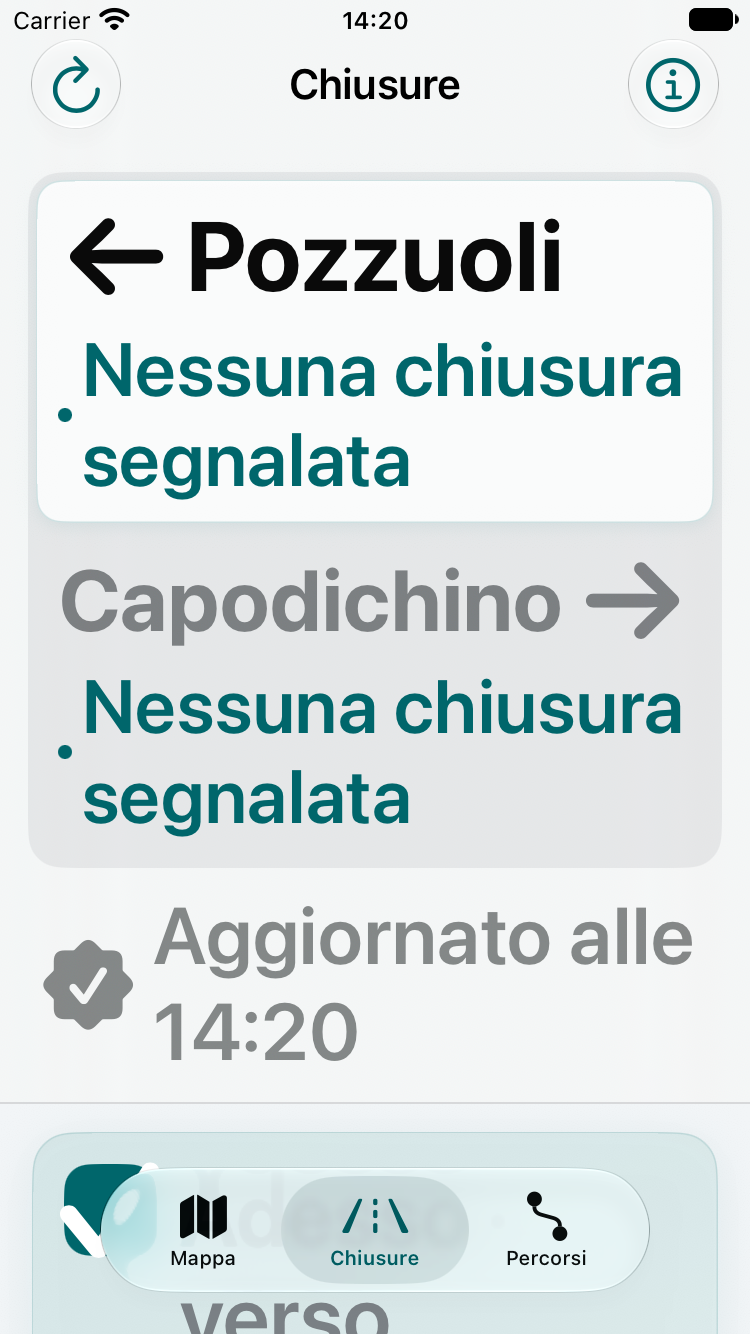 Carrier 14:20
Chiusure
Pozzuoli
Nessuna chiusura
segnalata
Capodichino
Nessuna chiusura
segnalata
Aggiornato alle
14:20
Mappa Chiusure Percorsi
verso